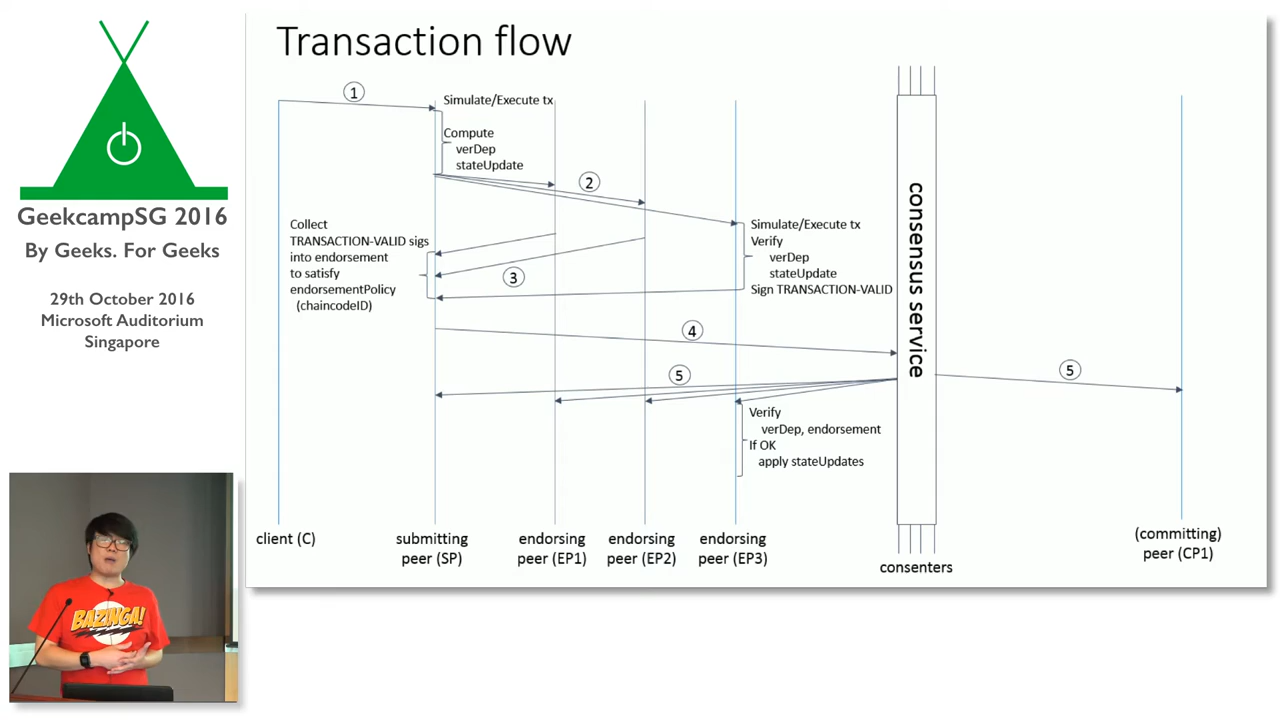 GeekcampSG 2016
By Geeks. For Geeks
29th October 2016
Microsoft Auditorium
Singapore
Transaction flow
1
Simulate/Execute tx
Compute
verDep
stateUpdate
2
Collect
TRANSACTION-VALID sigs
into endorsement
to satisfy
endorsementPolicy
(chaincodeID)
3
Simulate/Execute tx
Verify
verDep
stateUpdate
Sign TRANSACTION-VALID
4
5
5
Verify
verDep, endorsement
If OK
apply stateUpdates
consensus service
client (C)
submitting
peer (SP)
endorsing
peer (EP1)
endorsing
peer (EP2)
endorsing
peer (EP3)
consenters
(committing)
peer (CP1)
BAZINGA!